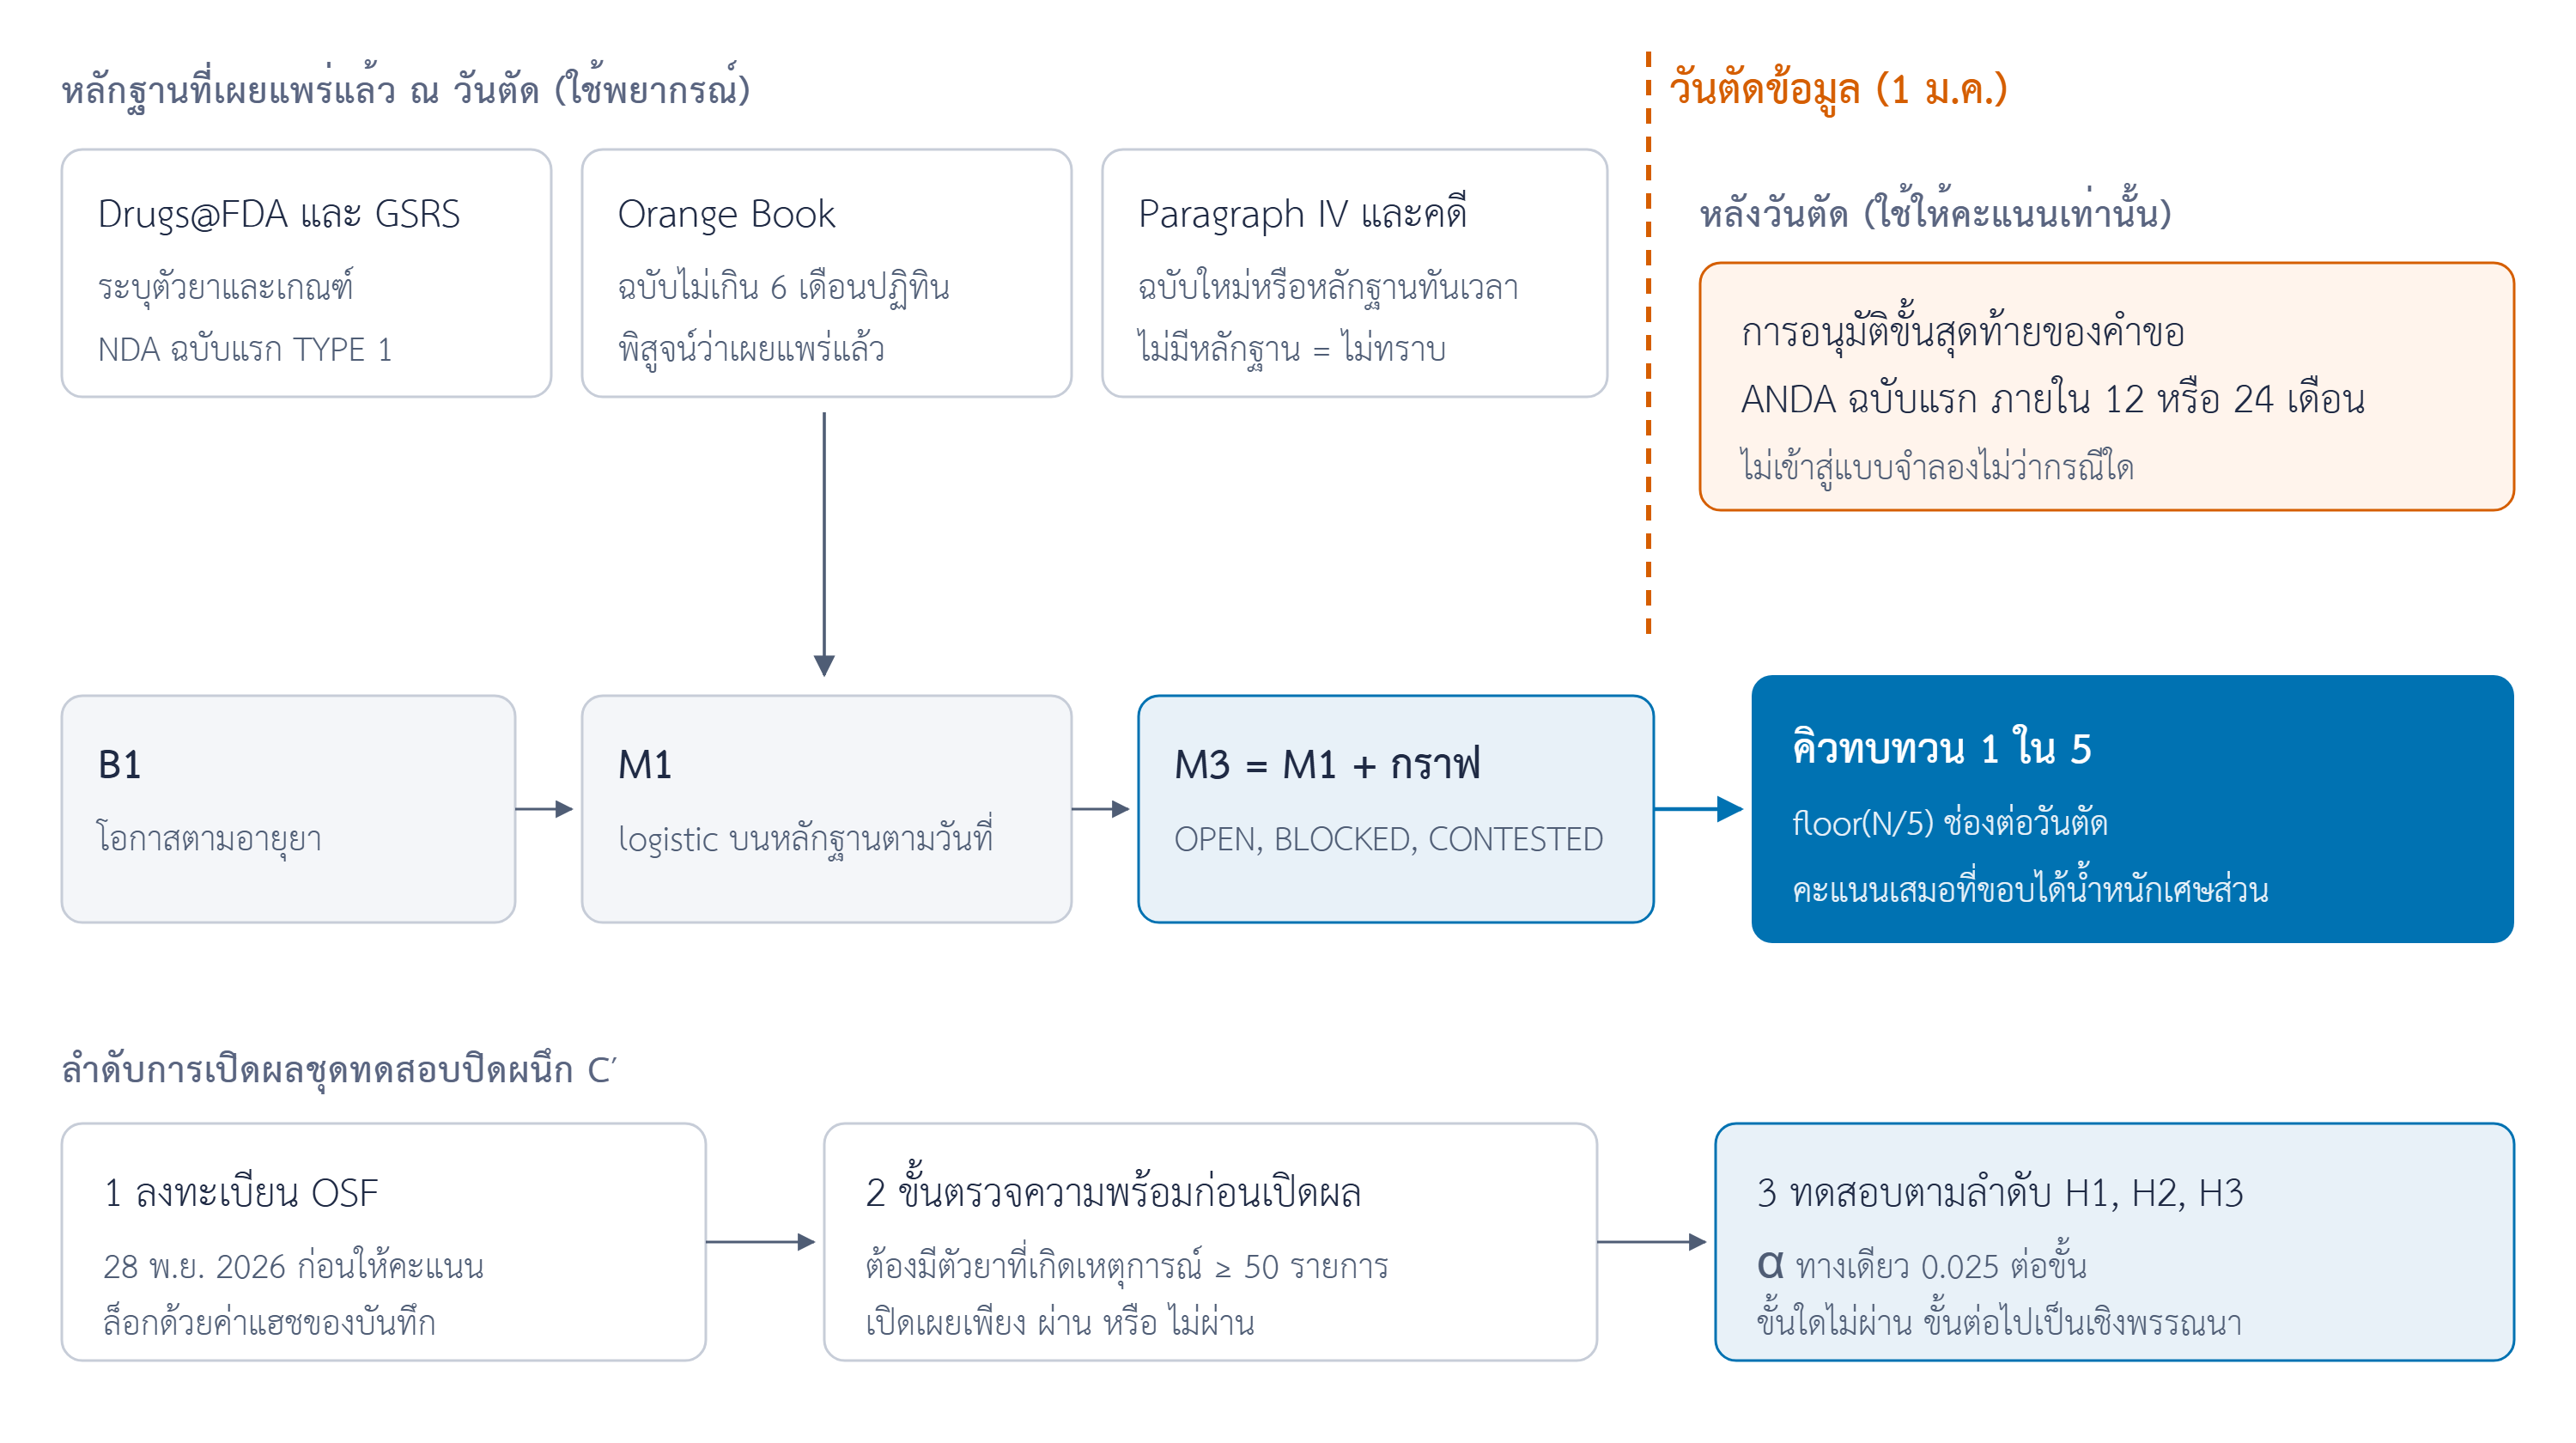 หลักฐานที่เผยแพร่แล้ว ณ วันตัด (ใช้พยากรณ์)
วันตัดข้อมูล (1 ม.ค.)
Drugs@FDA และ GSRS
ระบุตัวยาและเกณฑ์
NDA ฉบับแรก TYPE 1
Orange Book
ฉบับไม่เกิน 6 เดือนปฏิทิน
พิสูจน์ว่าเผยแพร่แล้ว
Paragraph IV และคดี
ฉบับใหม่หรือหลักฐานทันเวลา
ไม่มีหลักฐาน = ไม่ทราบ
หลังวันตัด (ใช้ให้คะแนนเท่านั้น)
การอนุมัติขั้นสุดท้ายของคำขอ
ANDA ฉบับแรก ภายใน 12 หรือ 24 เดือน
ไม่เข้าสู่แบบจำลองไม่ว่ากรณีใด
B1
โอกาสตามอายุยา
M1
logistic บนหลักฐานตามวันที่
M3 = M1 + กราฟ
OPEN, BLOCKED, CONTESTED
คิวทบทวน 1 ใน 5
floor(N/5) ช่องต่อวันตัด
คะแนนเสมอที่ขอบได้น้ำหนักเศษส่วน
ลำดับการเปิดผลชุดทดสอบปิดผนึก C′
1 ลงทะเบียน OSF
28 พ.ย. 2026 ก่อนให้คะแนน
ล็อกด้วยค่าแฮชของบันทึก
2 ขั้นตรวจความพร้อมก่อนเปิดผล
ต้องมีตัวยาที่เกิดเหตุการณ์ ≥ 50 รายการ
เปิดเผยเพียง ผ่าน หรือ ไม่ผ่าน
3 ทดสอบตามลำดับ H1, H2, H3
α ทางเดียว 0.025 ต่อขั้น
ขั้นใดไม่ผ่าน ขั้นต่อไปเป็นเชิงพรรณนา